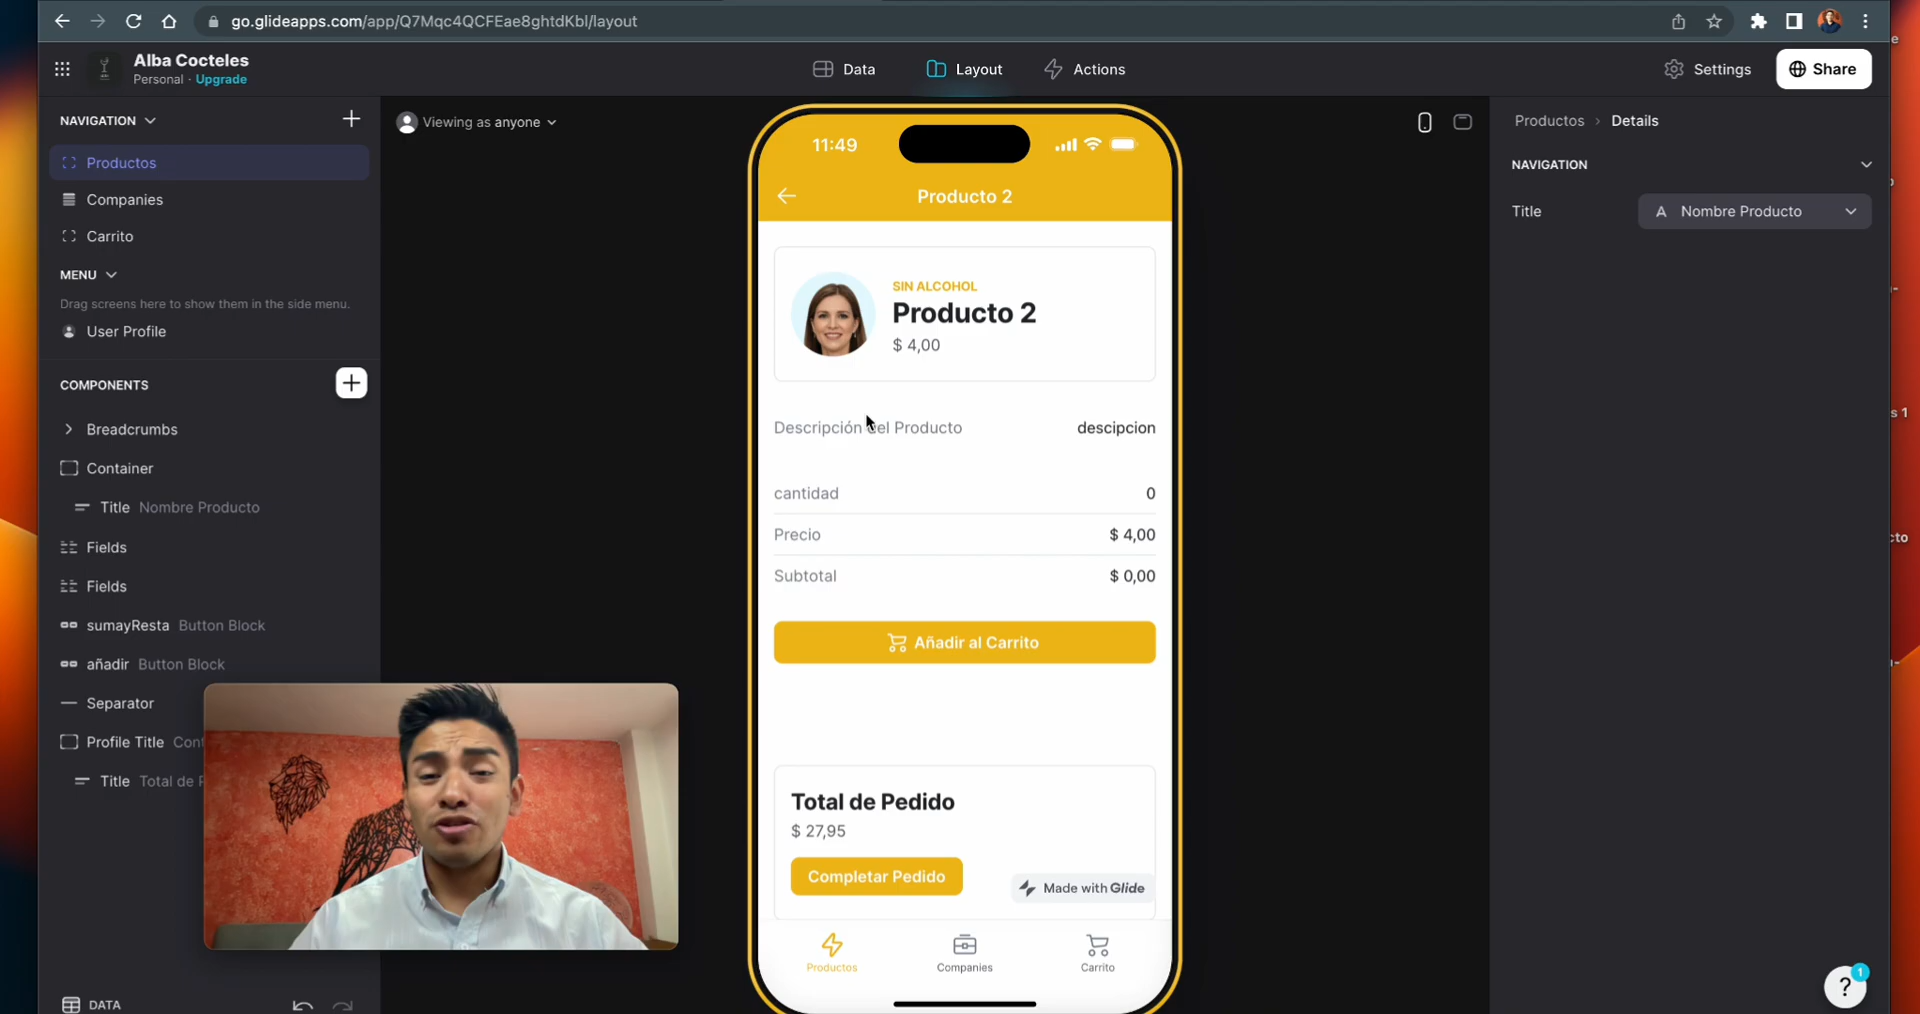 go.glideapps.com/app/Q7Mqc4QCFEae8ghtdKbl/layout
Alba Cocteles
Personal · Upgrade
Data
Layout
Actions
Settings
Share
NAVIGATION
Productos
Companies
Carrito
MENU
Drag screens here to show them in the side menu.
User Profile
COMPONENTS
Breadcrumbs
Container
Title Nombre Producto
Fields
Fields
sumayResta Button Block
añadir Button Block
Separator
Profile Title
Title Total de
DATA
Viewing as anyone
11:49
Producto 2
SIN ALCOHOL
Producto 2
$ 4,00
Descripción del Producto descipcion
cantidad 0
Precio $ 4,00
Subtotal $ 0,00
Añadir al Carrito
Total de Pedido
$ 27,95
Completar Pedido
Made with Glide
Productos
Companies
Carrito
Productos › Details
NAVIGATION
Title A Nombre Producto
? 1